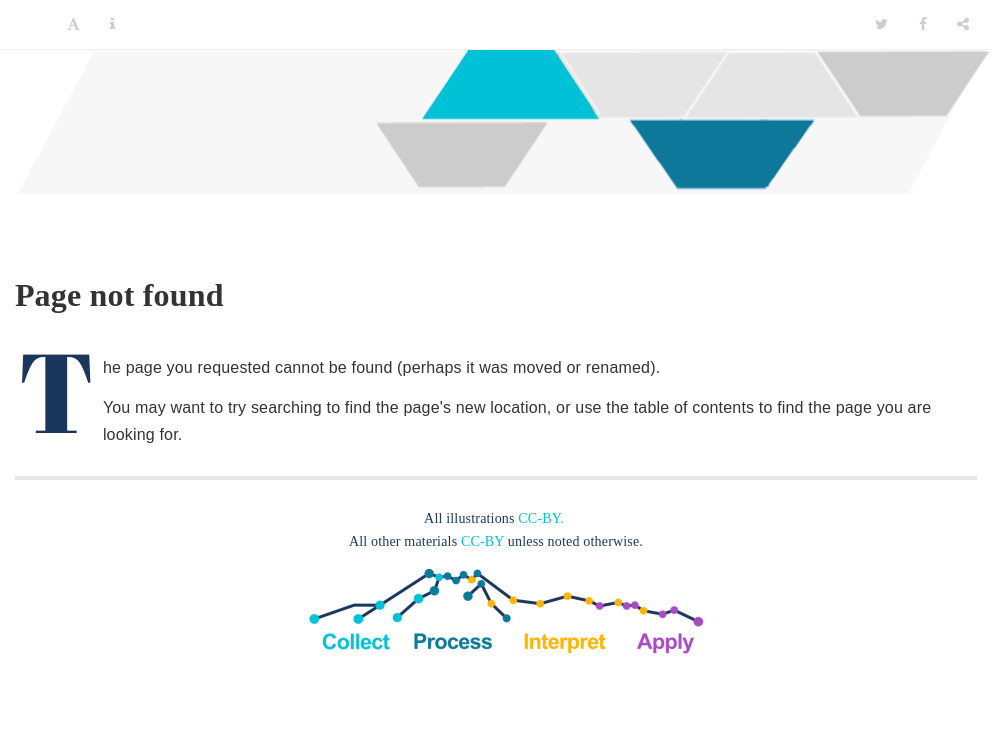 A i
Page not found
The page you requested cannot be found (perhaps it was moved or renamed).
You may want to try searching to find the page's new location, or use the table of contents to find the page you are
looking for.
All illustrations CC-BY.
All other materials CC-BY unless noted otherwise.
Collect Process Interpret Apply